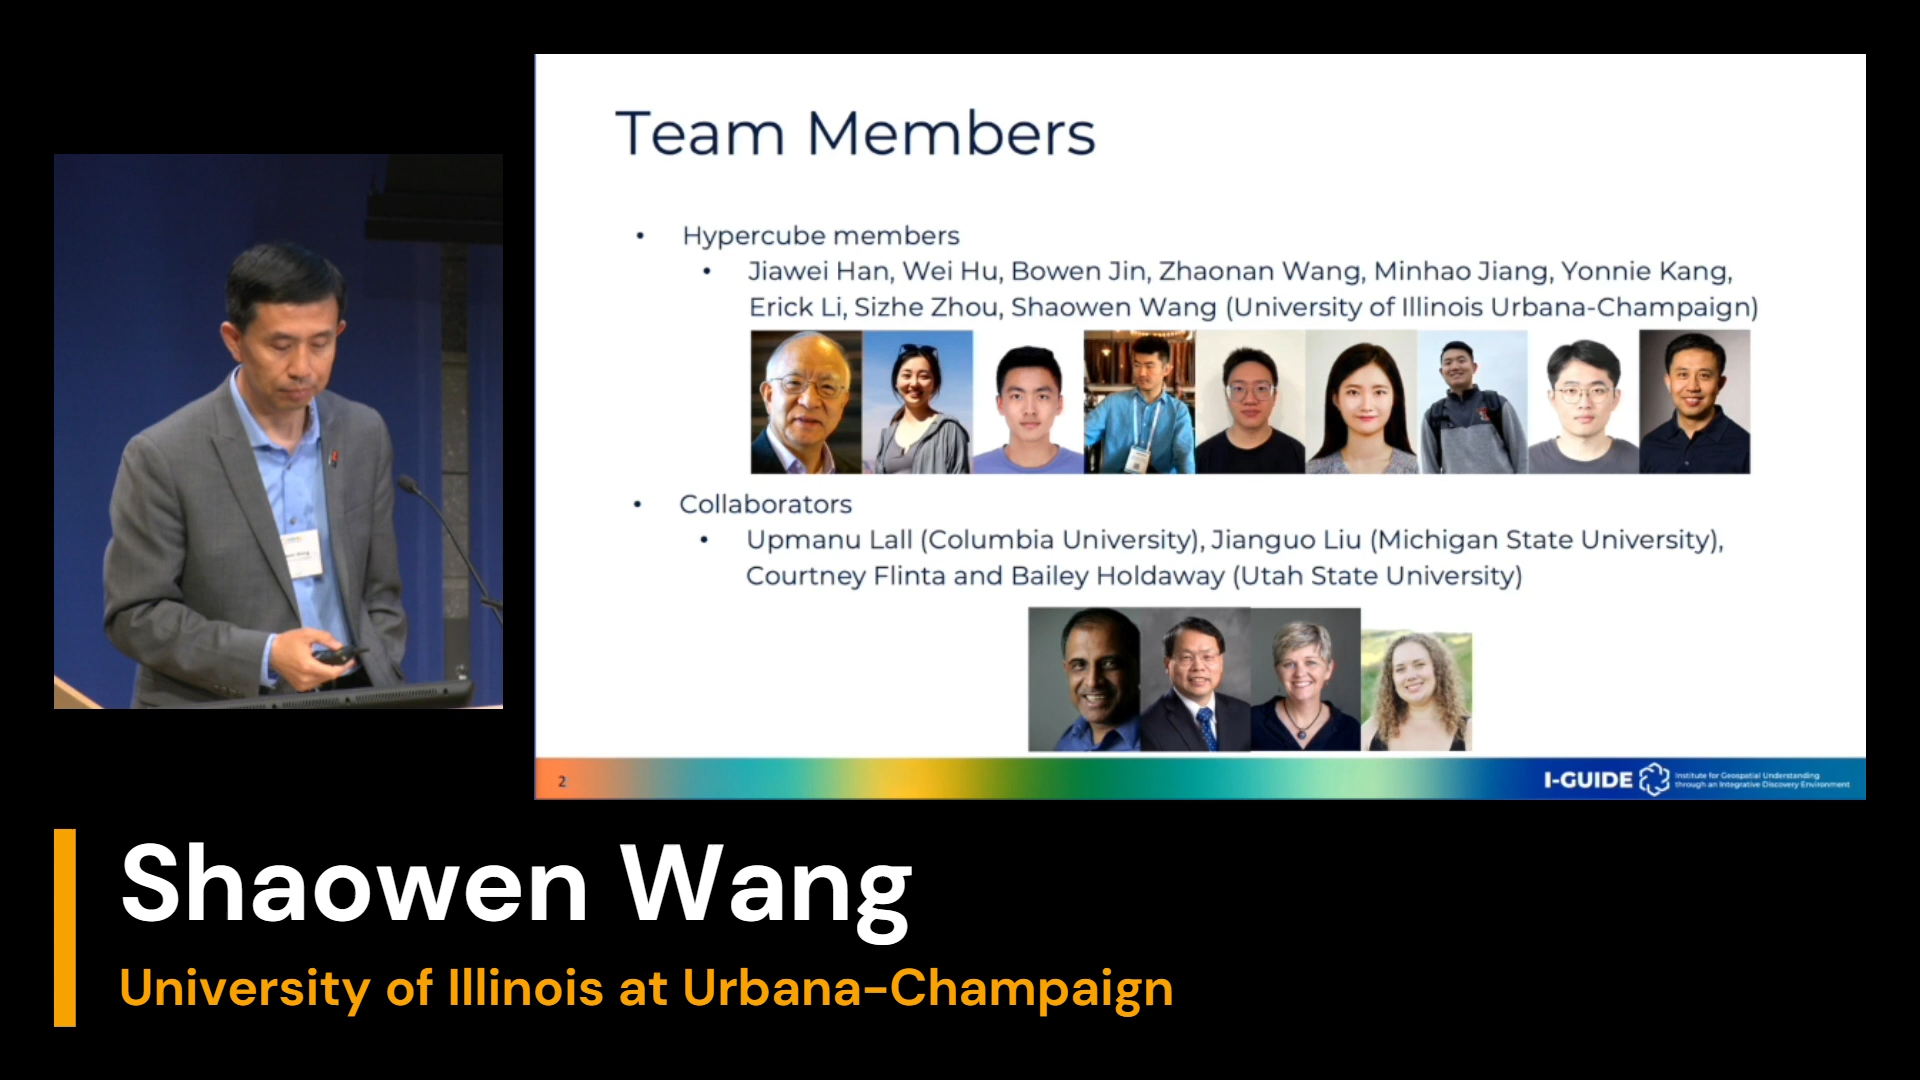 Team Members
• Hypercube members
• Jiawei Han, Wei Hu, Bowen Jin, Zhaonan Wang, Minhao Jiang, Yonnie Kang,
Erick Li, Sizhe Zhou, Shaowen Wang (University of Illinois Urbana-Champaign)
• Collaborators
• Upmanu Lall (Columbia University), Jianguo Liu (Michigan State University),
Courtney Flinta and Bailey Holdaway (Utah State University)
2
I-GUIDE
Institute for Geospatial Understanding
through an Integrative Discovery Environment
Shaowen Wang
University of Illinois at Urbana-Champaign